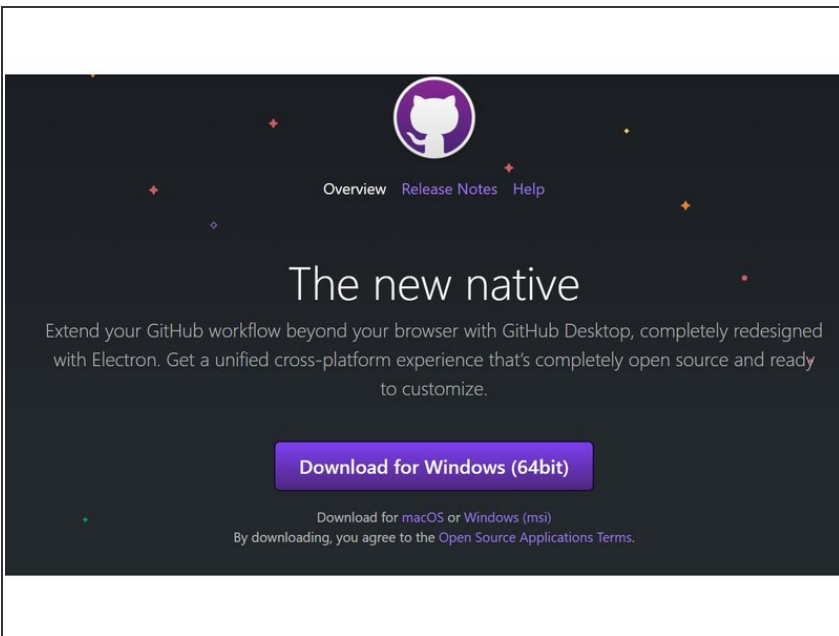 Overview Release Notes Help
The new native
Extend your GitHub workflow beyond your browser with GitHub Desktop, completely redesigned
with Electron. Get a unified cross-platform experience that's completely open source and ready
to customize.
Download for Windows (64bit)
Download for macOS or Windows (msi)
By downloading, you agree to the Open Source Applications Terms.